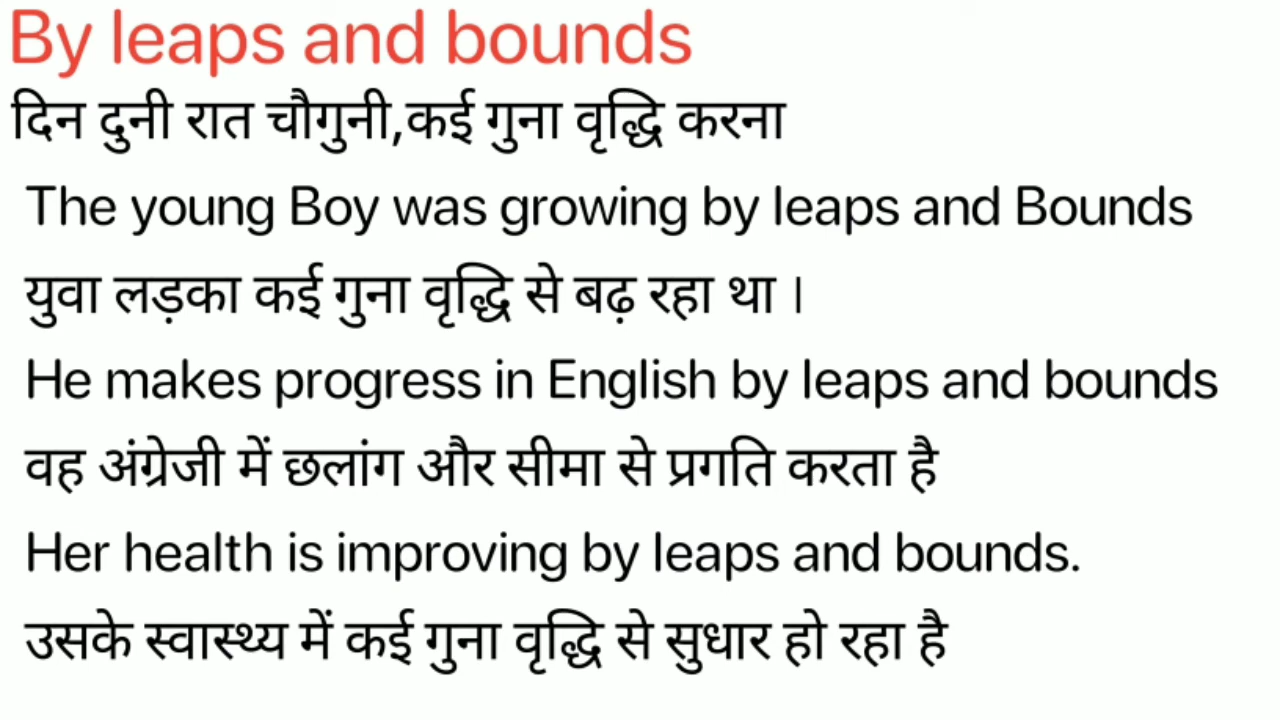 By leaps and bounds
दिन दुनी रात चौगुनी,कई गुना वृद्धि करना
The young Boy was growing by leaps and Bounds
युवा लड़का कई गुना वृद्धि से बढ़ रहा था ।
He makes progress in English by leaps and bounds
वह अंग्रेजी में छलांग और सीमा से प्रगति करता है
Her health is improving by leaps and bounds.
उसके स्वास्थ्य में कई गुना वृद्धि से सुधार हो रहा है